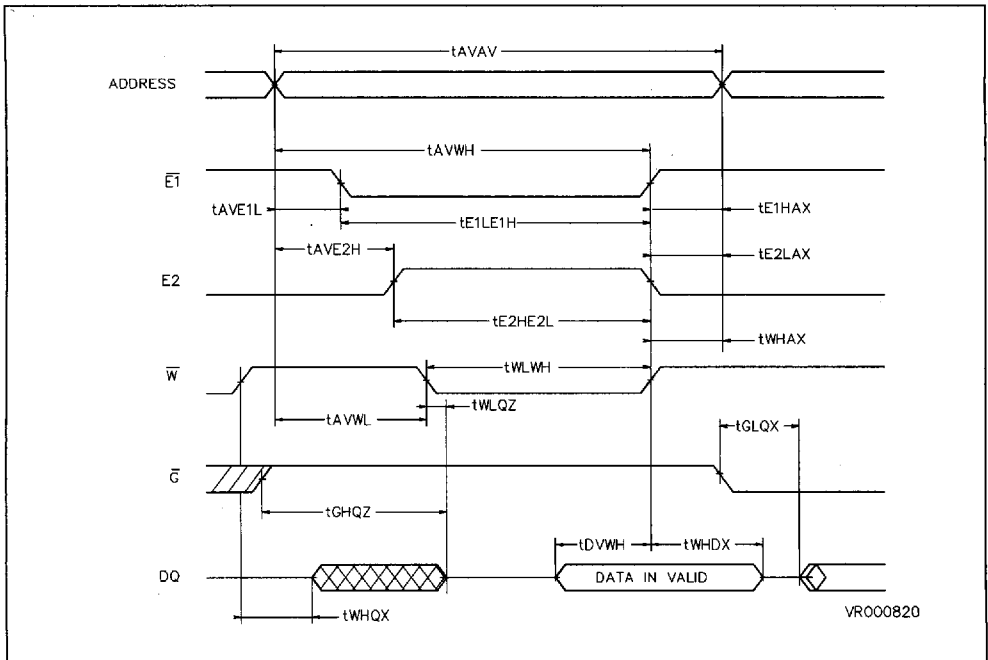 tAVAV
ADDRESS
tAVWH
E1
tAVE1L
tE1HAX
tE1LE1H
tAVE2H
tE2LAX
E2
tE2HE2L
tWHAX
W
tWLWH
tWLQZ
tAVWL
tGLQX
G
tGHQZ
tDVWH
tWHDX
DQ
DATA IN VALID
tWHQX
VR000820